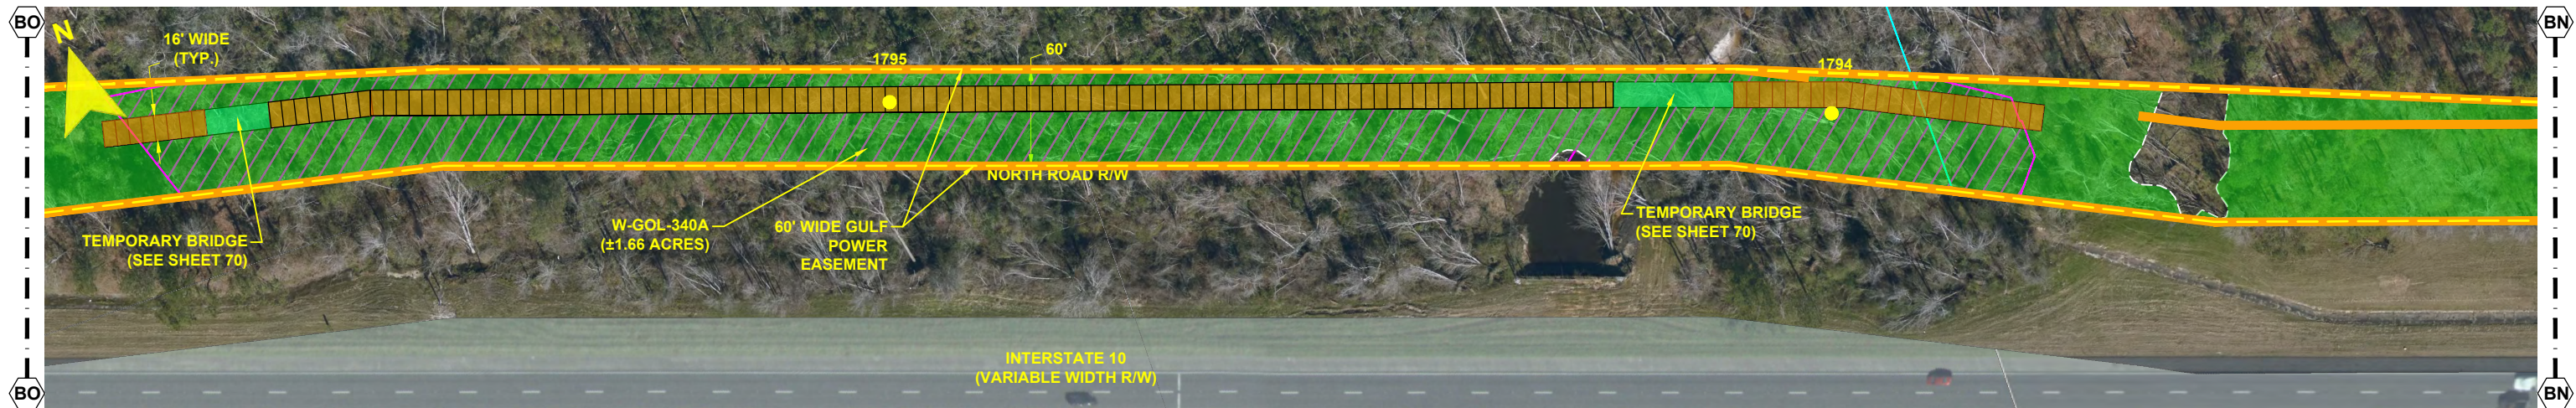 BO
BN
N
16' WIDE
(TYP.)
1795
60'
1794
NORTH ROAD R/W
W-GOL-340A
(±1.66 ACRES)
60' WIDE GULF
POWER
EASEMENT
TEMPORARY BRIDGE
(SEE SHEET 70)
TEMPORARY BRIDGE
(SEE SHEET 70)
INTERSTATE 10
(VARIABLE WIDTH R/W)
BO
BN